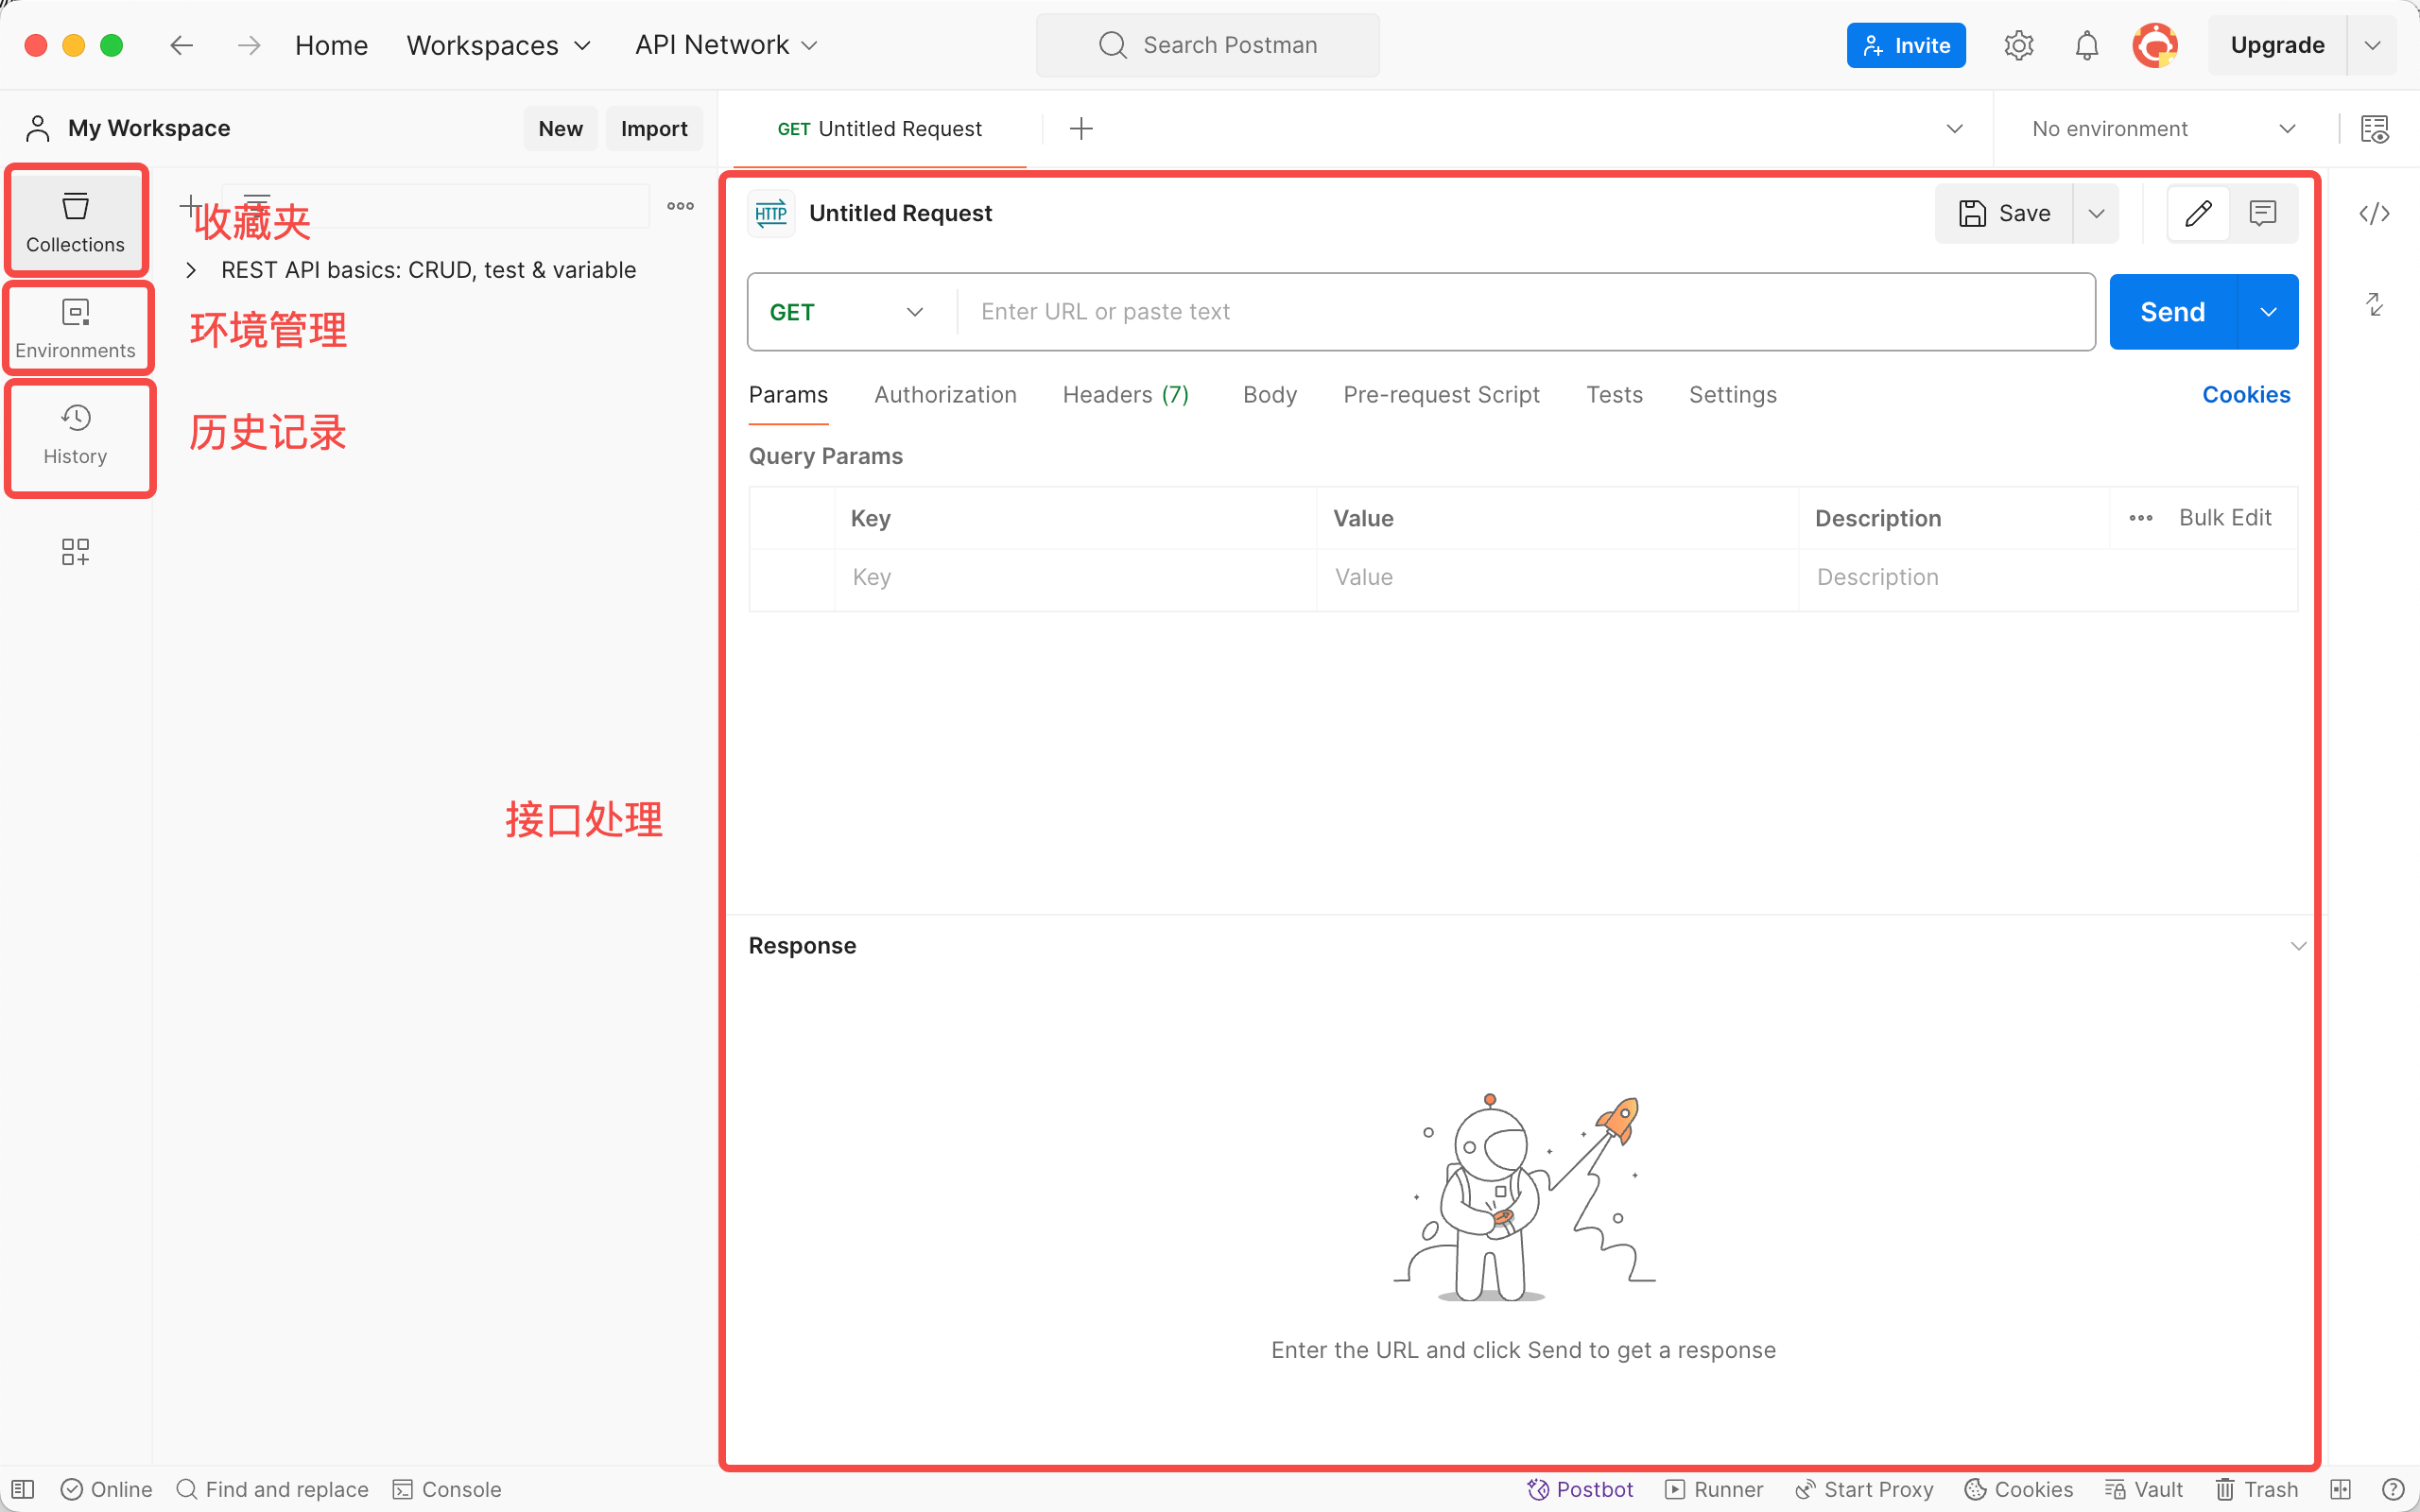 Home Workspaces API Network Search Postman Invite Upgrade
My Workspace New Import GET Untitled Request No environment
Collections
收藏夹
HTTP Untitled Request Save
REST API basics: CRUD, test & variable
Environments
环境管理
GET Enter URL or paste text Send
History
历史记录
Params Authorization Headers (7) Body Pre-request Script Tests Settings Cookies
Query Params
Key Value Description Bulk Edit
Key Value Description
接口处理
Response
Enter the URL and click Send to get a response
Online Find and replace Console Postbot Runner Start Proxy Cookies Vault Trash